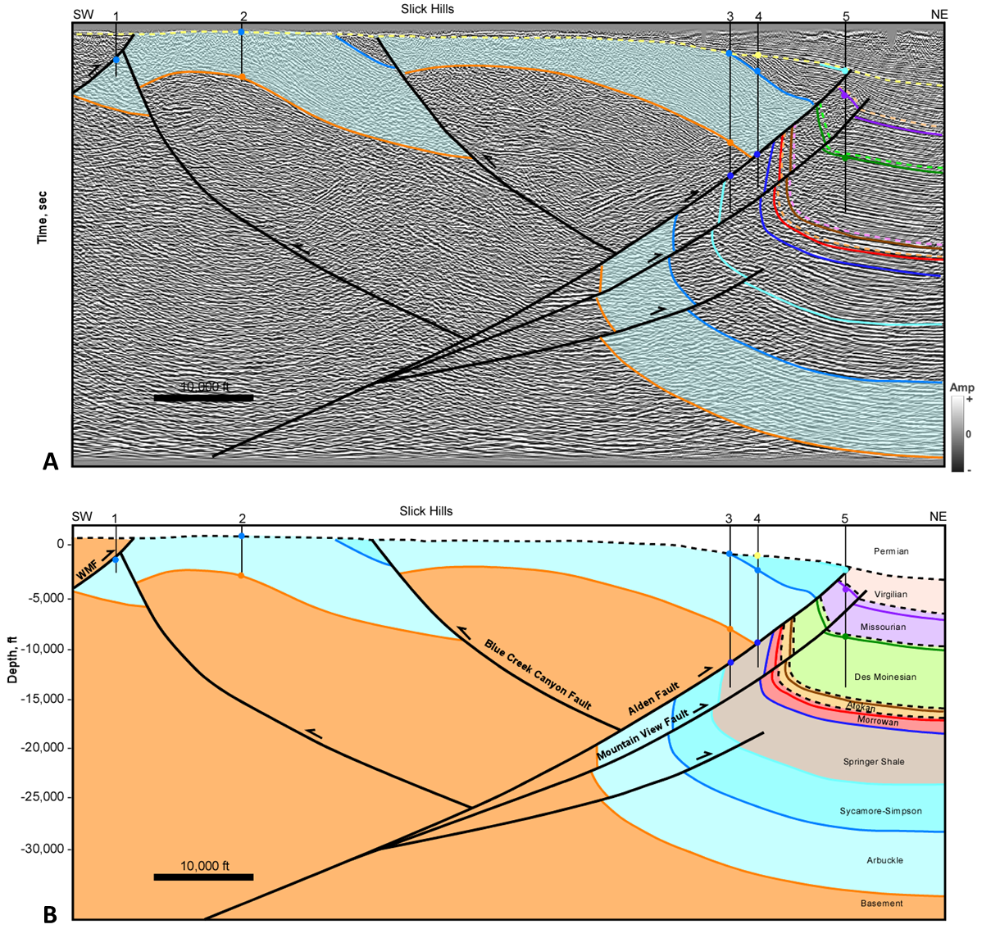 Slick Hills
SW 1 2 3 4 5 NE
Time, sec
10,000 ft
Amp
+
0
-
A
Slick Hills
SW 1 2 3 4 5 NE
0
-5,000
-10,000
-15,000
-20,000
-25,000
-30,000
Depth, ft
WMF
Blue Creek Canyon Fault
Alden Fault
Mountain View Fault
Permian
Virgilian
Missourian
Des Moinesian
Atokan
Morrowan
Springer Shale
Sycamore-Simpson
Arbuckle
Basement
10,000 ft
B